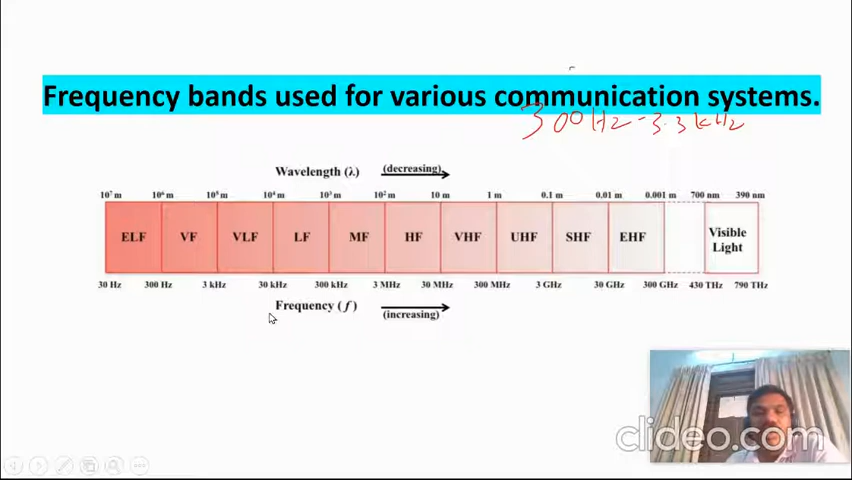 Frequency bands used for various communication systems.
300Hz-3.3kHz
Wavelength (λ) (decreasing)
10⁷ m 10⁶ m 10⁵ m 10⁴ m 10³ m 10² m 10 m 1 m 0.1 m 0.01 m 0.001 m 700 nm 390 nm
ELF VF VLF LF MF HF VHF UHF SHF EHF Visible
Light
30 Hz 300 Hz 3 kHz 30 kHz 300 kHz 3 MHz 30 MHz 300 MHz 3 GHz 30 GHz 300 GHz 430 THz 790 THz
Frequency (f) (increasing)
clideo.com